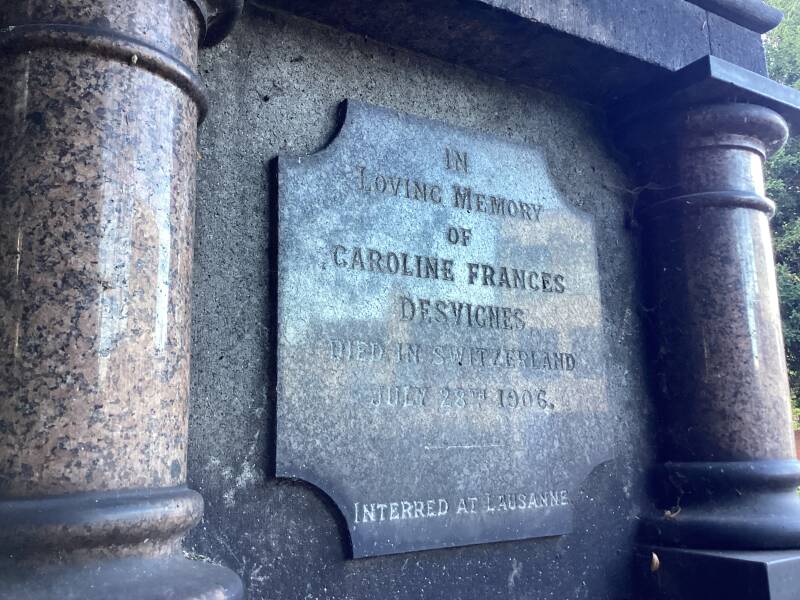 IN
LOVING MEMORY
OF
CAROLINE FRANCES
DESVIGNES
DIED IN SWITZERLAND
JULY 28TH 1906.
INTERRED AT LAUSANNE